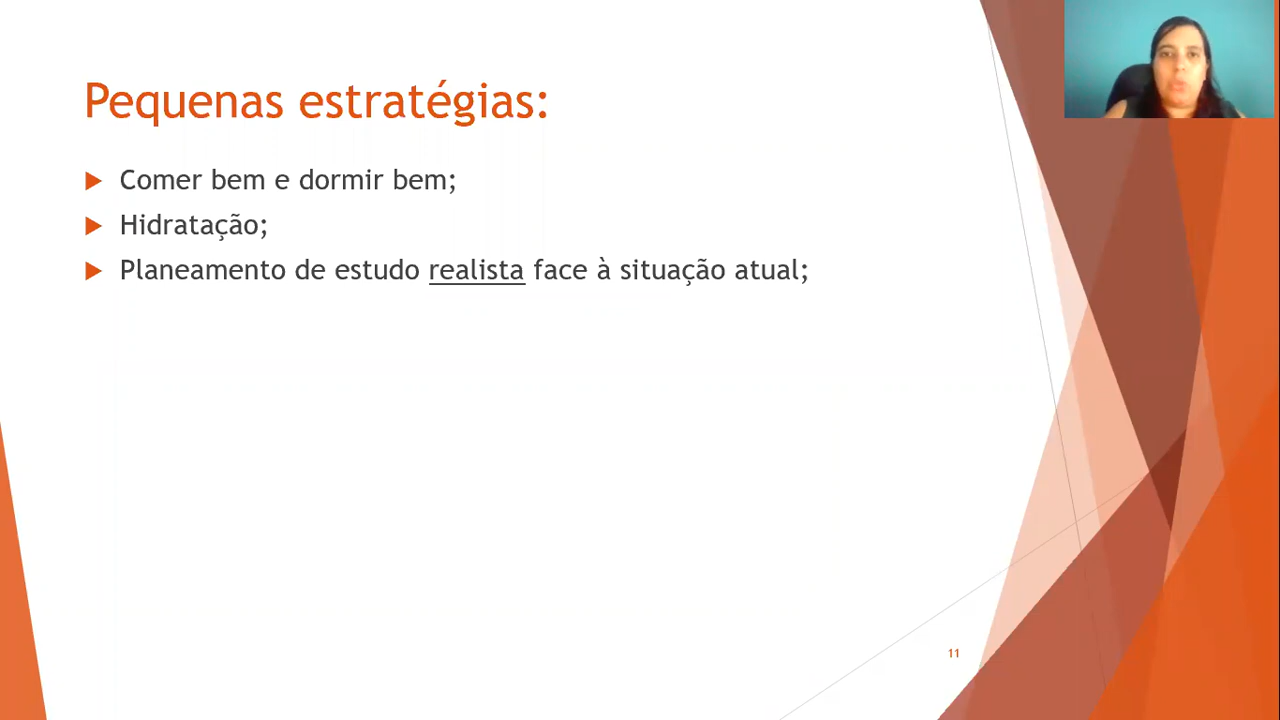 Pequenas estratégias:
Comer bem e dormir bem;
Hidratação;
Planeamento de estudo realista face à situação atual;
11